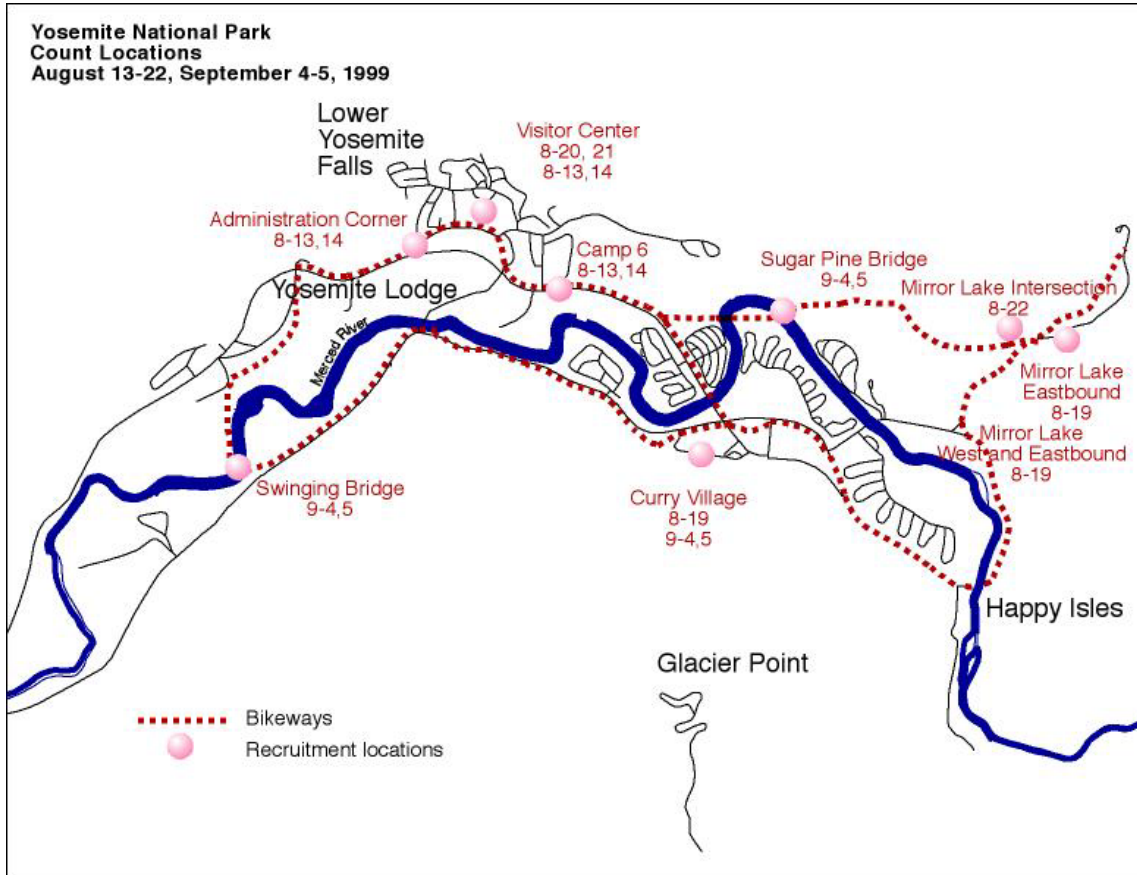 Yosemite National Park
Count Locations
August 13-22, September 4-5, 1999
Lower
Yosemite
Falls
Visitor Center
8-20, 21
8-13,14
Administration Corner
8-13,14
Camp 6
8-13,14
Sugar Pine Bridge
9-4,5
Mirror Lake Intersection
8-22
Yosemite Lodge
Merced River
Mirror Lake
Eastbound
8-19
Mirror Lake
West and Eastbound
8-19
Swinging Bridge
9-4,5
Curry Village
8-19
9-4,5
Happy Isles
Glacier Point
Bikeways
Recruitment locations